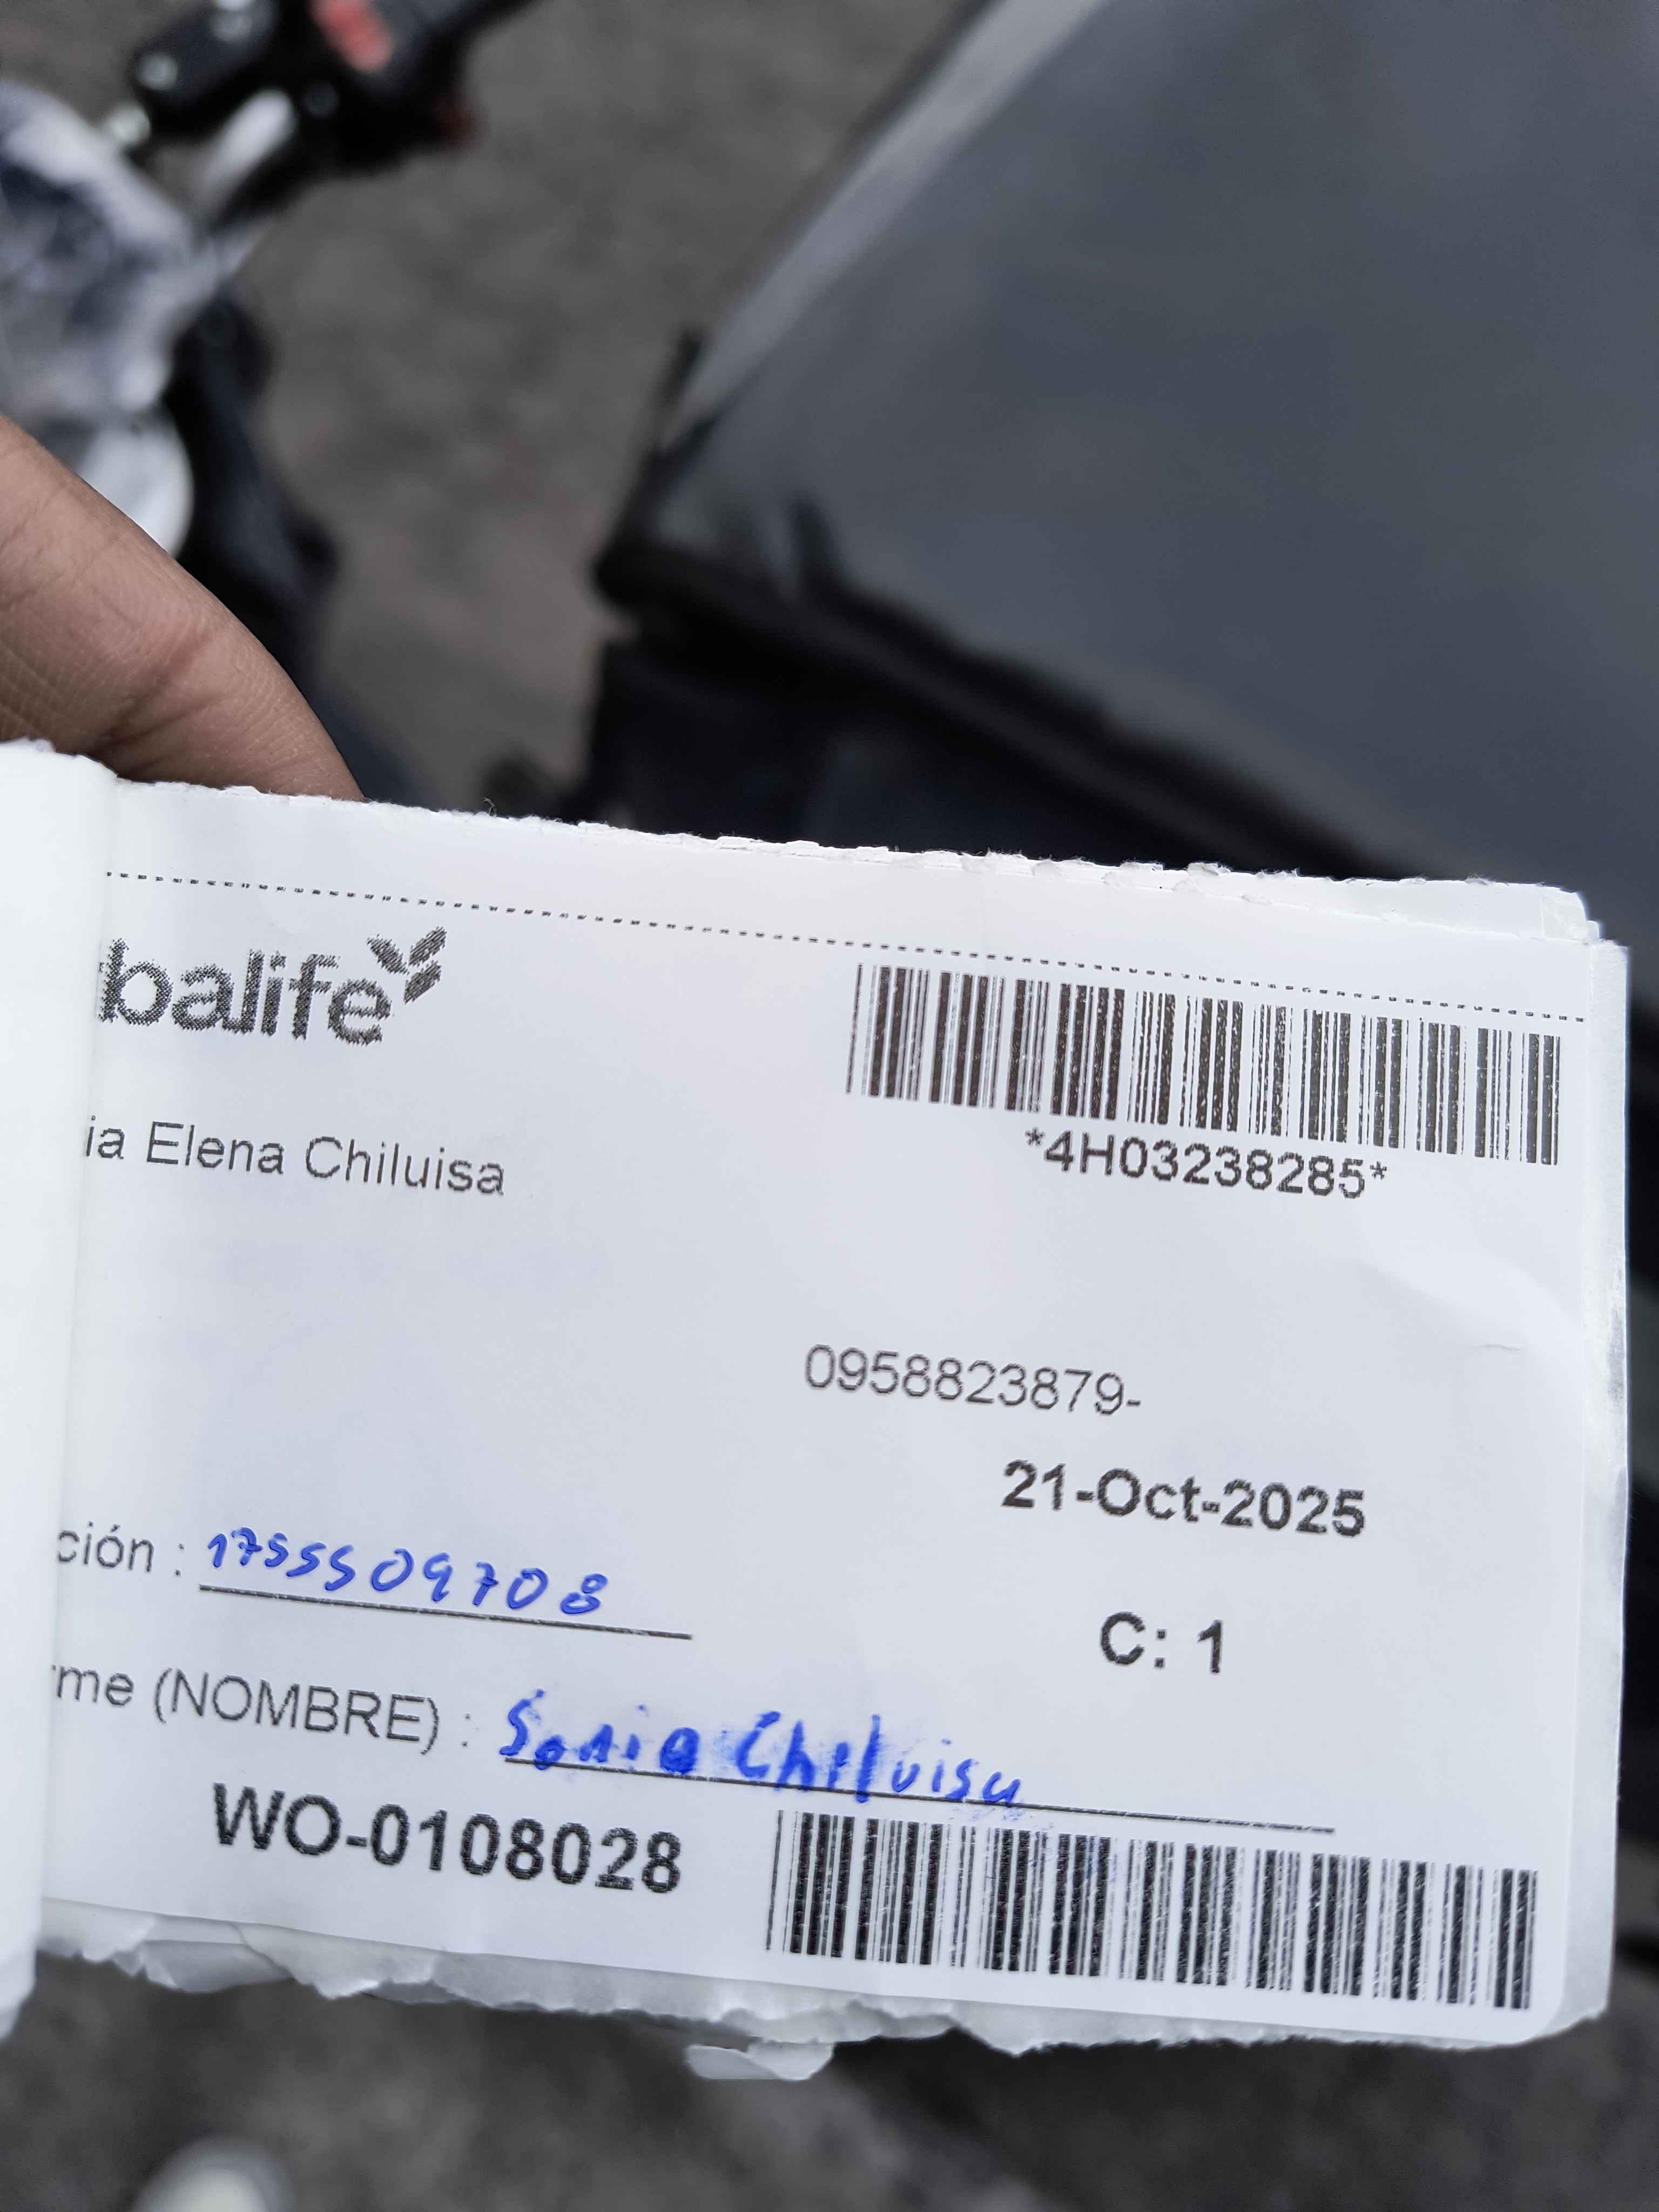 balife
*4H03238285*
ia Elena Chiluisa
0958823879-
21-Oct-2025
ción : 1755509708
C: 1
rme (NOMBRE) : Sonia Chiluisa
WO-0108028